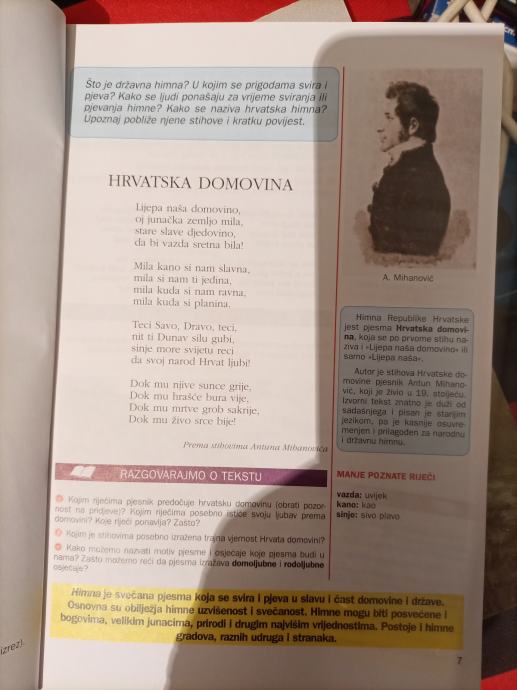 Što je državna himna? U kojim se prigodama svira i
pjeva? Kako se ljudi ponašaju za vrijeme sviranja ili
pjevanja himne? Kako se naziva hrvatska himna?
Upoznaj pobliže njene stihove i kratku povijest.
HRVATSKA DOMOVINA
Lijepa naša domovino,
oj junačka zemljo mila,
stare slave djedovino,
da bi vazda sretna bila!
Mila kano si nam slavna,
mila si nam ti jedina,
mila kuda si nam ravna,
mila kuda si planina.
Teci Savo, Dravo, teci,
nit ti Dunav silu gubi,
sinje more svijetu reci
da svoj narod Hrvat ljubi!
Dok mu njive sunce grije,
Dok mu hrašće bura vije,
Dok mu mrtve grob sakrije,
Dok mu živo srce bije!
Prema stihovima Antuna Mihanovića
RAZGOVARAJMO O TEKSTU
Kojim riječima pjesnik predočuje hrvatsku domovinu (obrati pozor-
nost na pridjeve)? Kojim riječima posebno ističe svoju ljubav prema
domovini? Koje riječi ponavlja? Zašto?
Kojim je stihovima posebno izražena trajna vjernost Hrvata domovini?
Kako možemo nazvati motiv pjesme i osjećaje koje pjesma budi u
nama? Zašto možemo reći da pjesma izražava domoljubne i rodoljubne
osjećaje?
Himna je svečana pjesma koja se svira i pjeva u slavu i čast domovine i države.
Osnovna su obilježja himne uzvišenost i svečanost. Himne mogu biti posvećene i
bogovima, velikim junacima, prirodi i drugim najvišim vrijednostima. Postoje i himne
gradova, raznih udruga i stranaka.
A. Mihanović
Himna Republike Hrvatske
jest pjesma Hrvatska domovi-
na, koja se po prvome stihu na-
ziva i »Lijepa naša domovino« ili
samo »Lijepa naša«.
Autor je stihova Hrvatske do-
movine pjesnik Antun Mihano-
vić, koji je živio u 19. stoljeću.
Izvorni tekst znatno je duži od
sadašnjega i pisan je starijim
jezikom, pa je kasnije osuvre-
menjen i prilagođen za narodnu
i državnu himnu.
MANJE POZNATE RIJEČI
vazda: uvijek
kano: kao
sinje: sivo plavo
izrez).
7